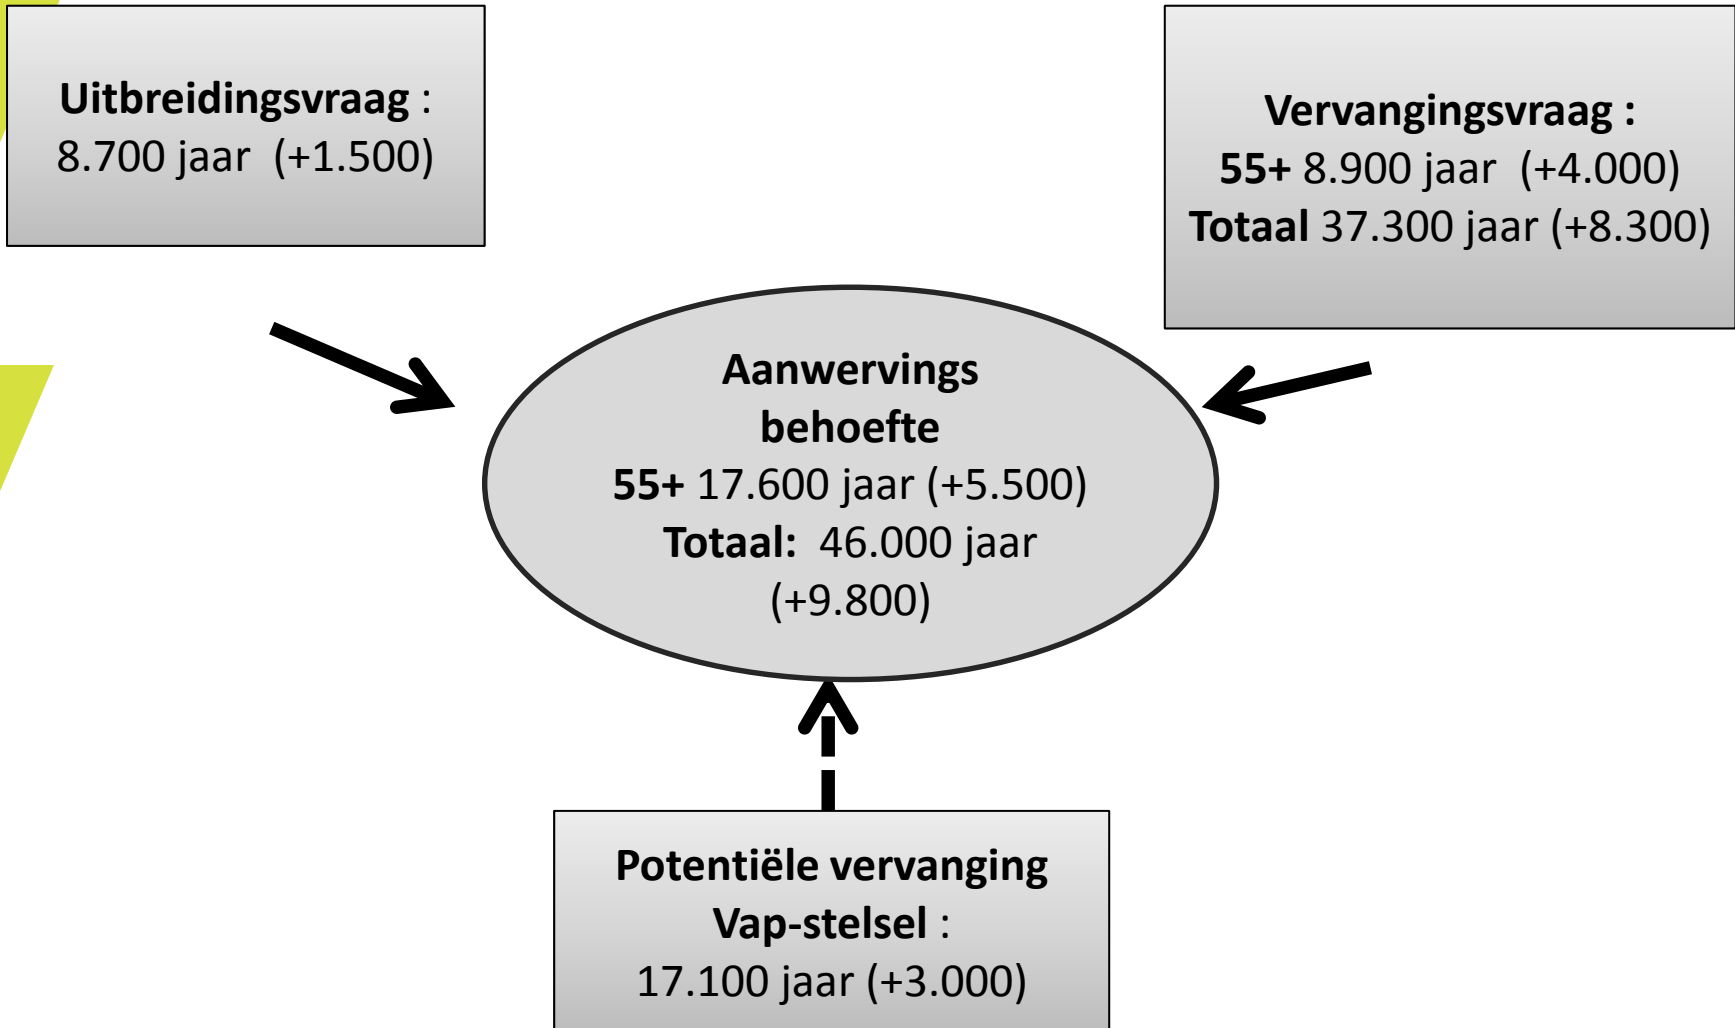 Uitbreidingsvraag :
8.700 jaar (+1.500)
Vervangingsvraag :
55+ 8.900 jaar (+4.000)
Totaal 37.300 jaar (+8.300)
Aanwervings
behoefte
55+ 17.600 jaar (+5.500)
Totaal: 46.000 jaar
(+9.800)
Potentiële vervanging
Vap-stelsel :
17.100 jaar (+3.000)